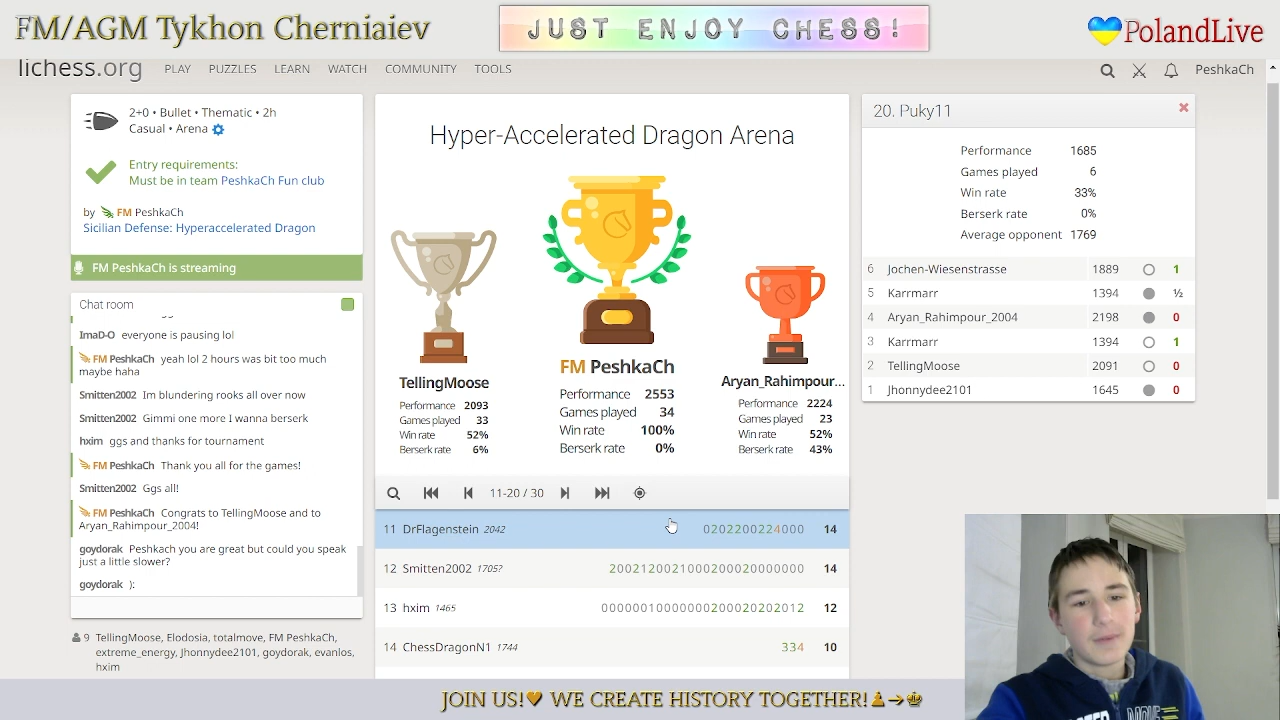 FM/AGM Tykhon Cherniaiev
JUST ENJOY CHESS!
PolandLive
lichess.org PLAY PUZZLES LEARN WATCH COMMUNITY TOOLS PeshkaCh
2+0 • Bullet • Thematic • 2h
Casual • Arena
Entry requirements:
Must be in team PeshkaCh Fun club
by FM PeshkaCh
Sicilian Defense: Hyperaccelerated Dragon
FM PeshkaCh is streaming
Chat room
ImaD-O everyone is pausing lol
FM PeshkaCh yeah lol 2 hours was bit too much
maybe haha
Smitten2002 Im blundering rooks all over now
Smitten2002 Gimmi one more I wanna berserk
hxim ggs and thanks for tournament
FM PeshkaCh Thank you all for the games!
Smitten2002 Ggs all!
FM PeshkaCh Congrats to TellingMoose and to
Aryan_Rahimpour_2004!
goydorak Peshkach you are great but could you speak
just a little slower?
goydorak ):
9 TellingMoose, Elodosia, totalmove, FM PeshkaCh,
extreme_energy, Jhonnydee2101, goydorak, evanlos,
hxim
Hyper-Accelerated Dragon Arena
TellingMoose
Performance 2093
Games played 33
Win rate 52%
Berserk rate 6%
FM PeshkaCh
Performance 2553
Games played 34
Win rate 100%
Berserk rate 0%
Aryan_Rahimpour...
Performance 2224
Games played 23
Win rate 52%
Berserk rate 43%
11-20 / 30
11 DrFlagenstein 2042 0202200224000 14
12 Smitten2002 1705? 2002120021000200020000000 14
13 hxim 1465 00000010000000200020202012 12
14 ChessDragonN1 1744 334 10
20. Puky11
Performance 1685
Games played 6
Win rate 33%
Berserk rate 0%
Average opponent 1769
6 Jochen-Wiesenstrasse 1889 1
5 Karrmarr 1394 ½
4 Aryan_Rahimpour_2004 2198 0
3 Karrmarr 1394 1
2 TellingMoose 2091 0
1 Jhonnydee2101 1645 0
JOIN US! WE CREATE HISTORY TOGETHER!